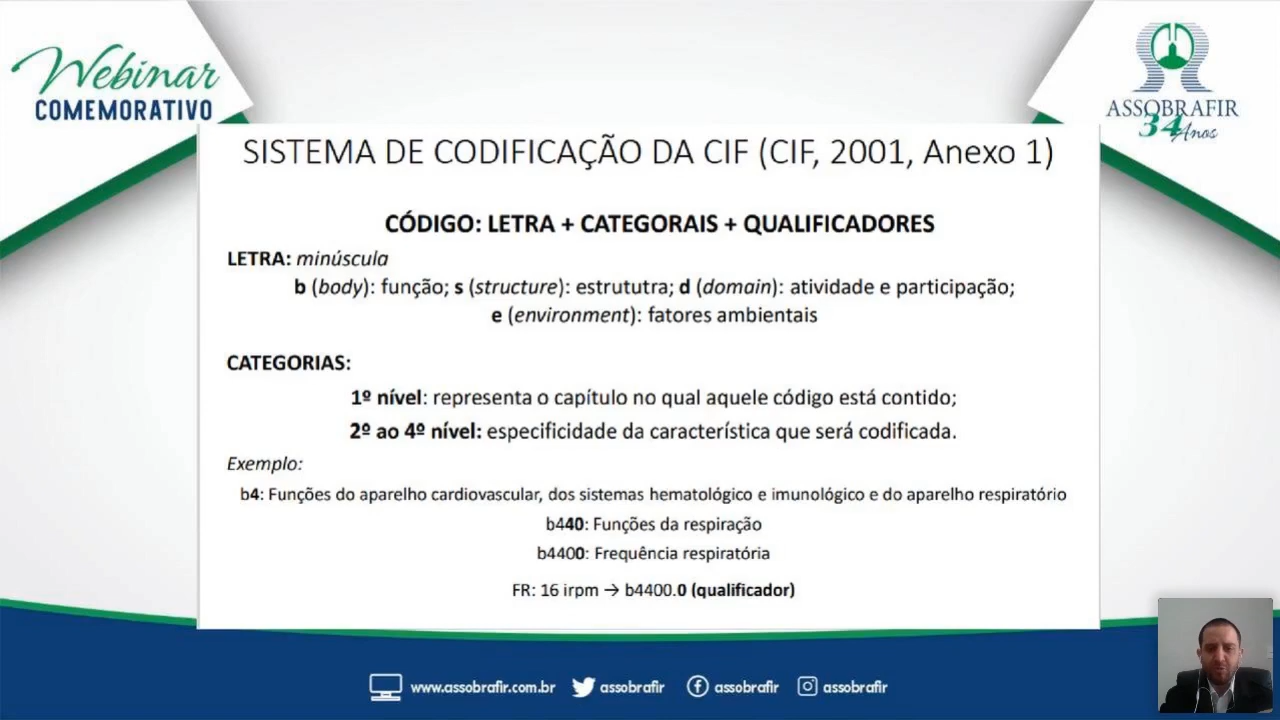 Webinar
COMEMORATIVO
ASSOBRAFIR
34 Anos
SISTEMA DE CODIFICAÇÃO DA CIF (CIF, 2001, Anexo 1)
CÓDIGO: LETRA + CATEGORAIS + QUALIFICADORES
LETRA: minúscula
b (body): função; s (structure): estrututra; d (domain): atividade e participação;
e (environment): fatores ambientais
CATEGORIAS:
1º nível: representa o capítulo no qual aquele código está contido;
2º ao 4º nível: especificidade da característica que será codificada.
Exemplo:
b4: Funções do aparelho cardiovascular, dos sistemas hematológico e imunológico e do aparelho respiratório
b440: Funções da respiração
b4400: Frequência respiratória
FR: 16 irpm → b4400.0 (qualificador)
www.assobrafir.com.br assobrafir assobrafir assobrafir